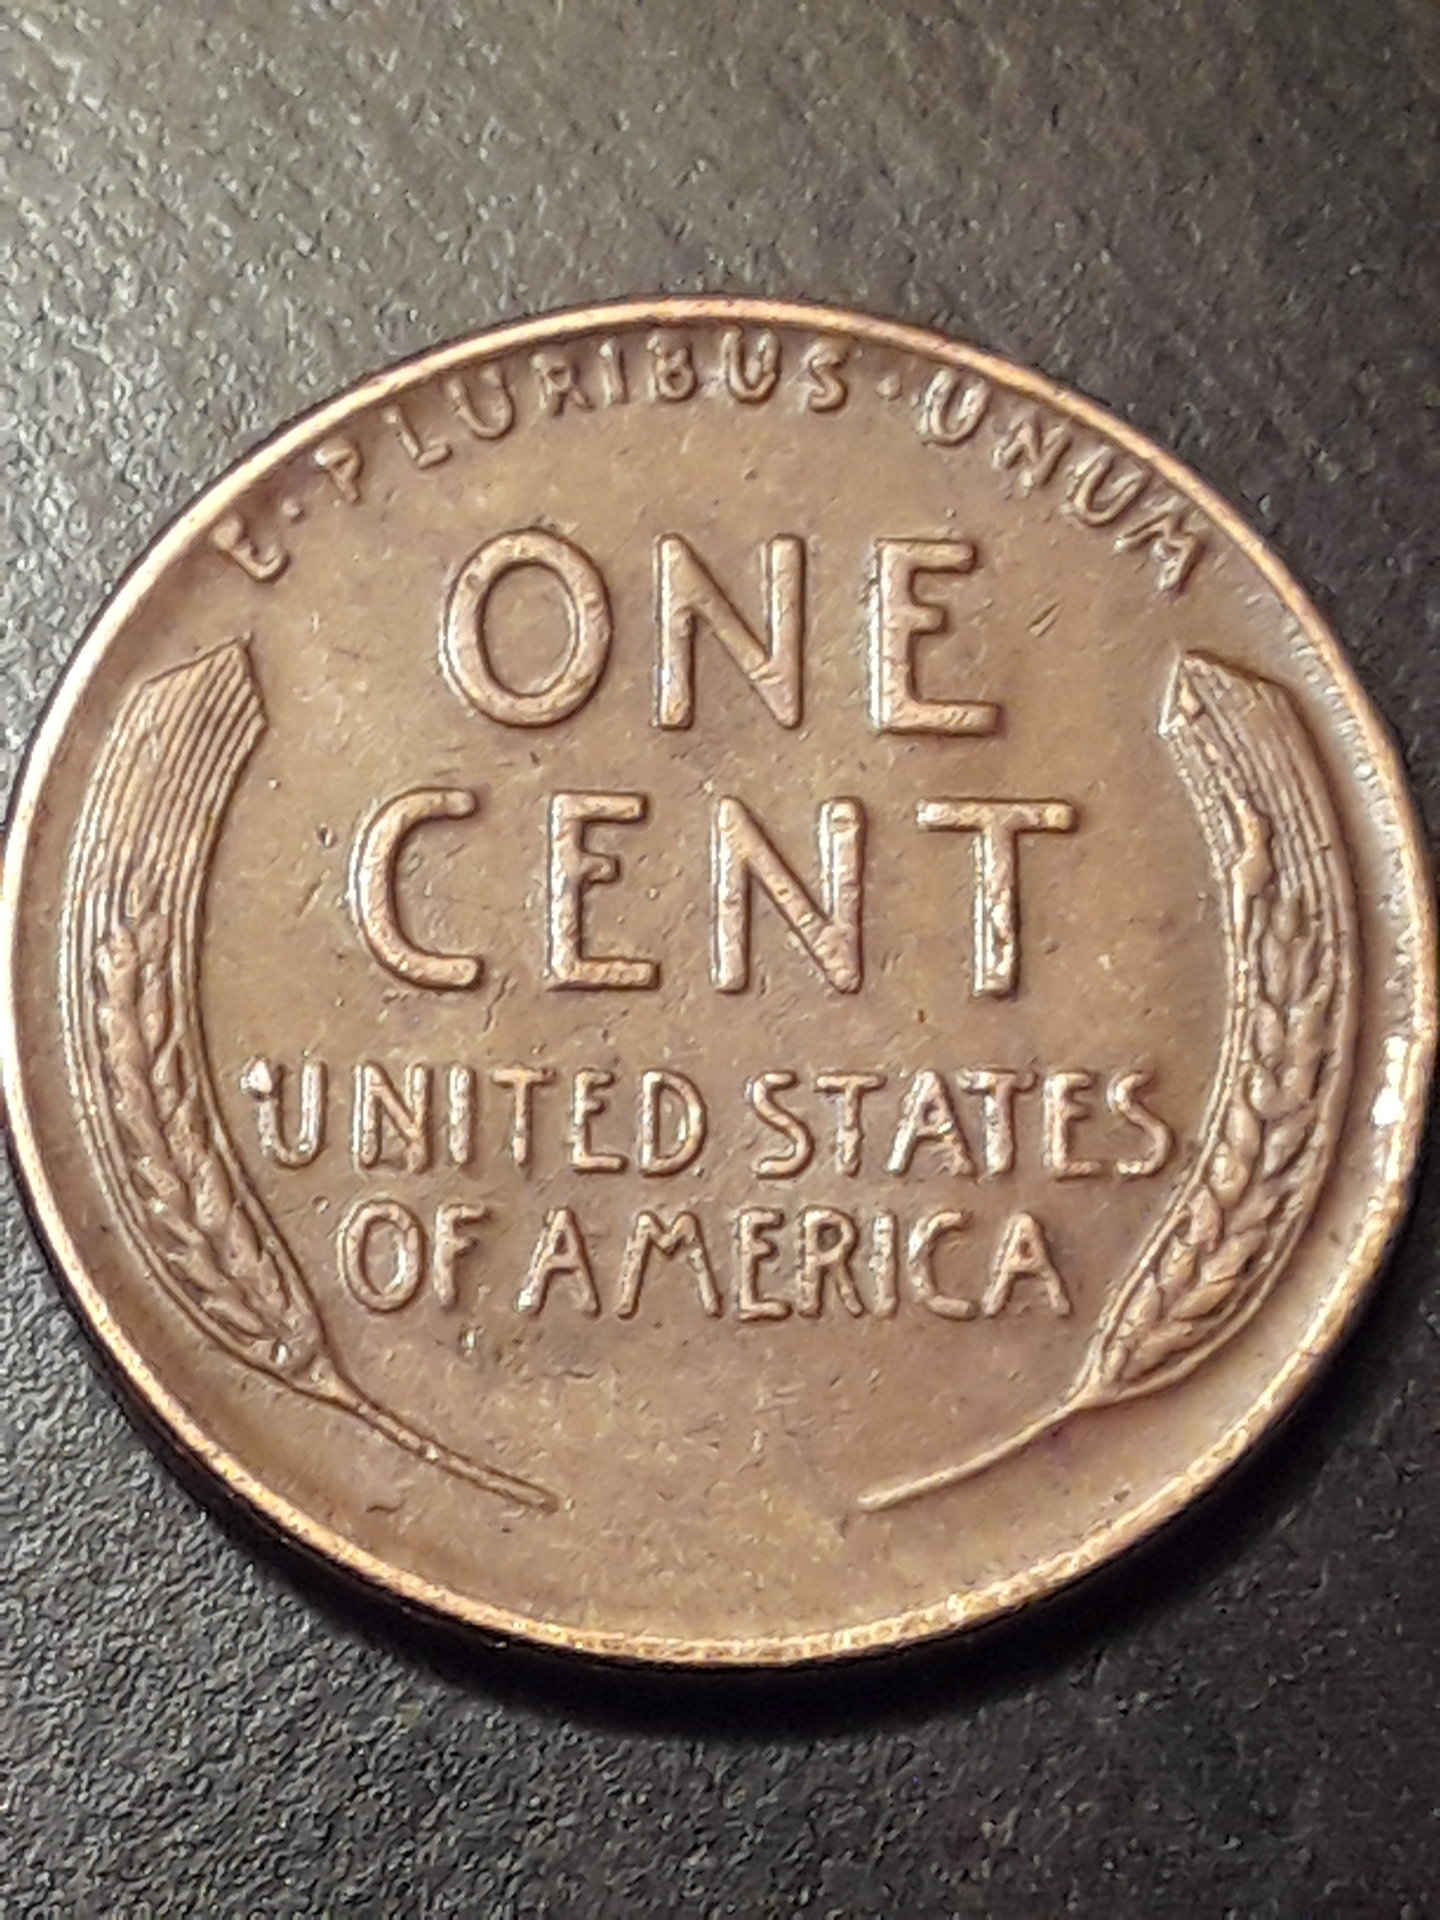 E·PLURIBUS·UNUM
ONE
CENT
UNITED STATES
OF AMERICA